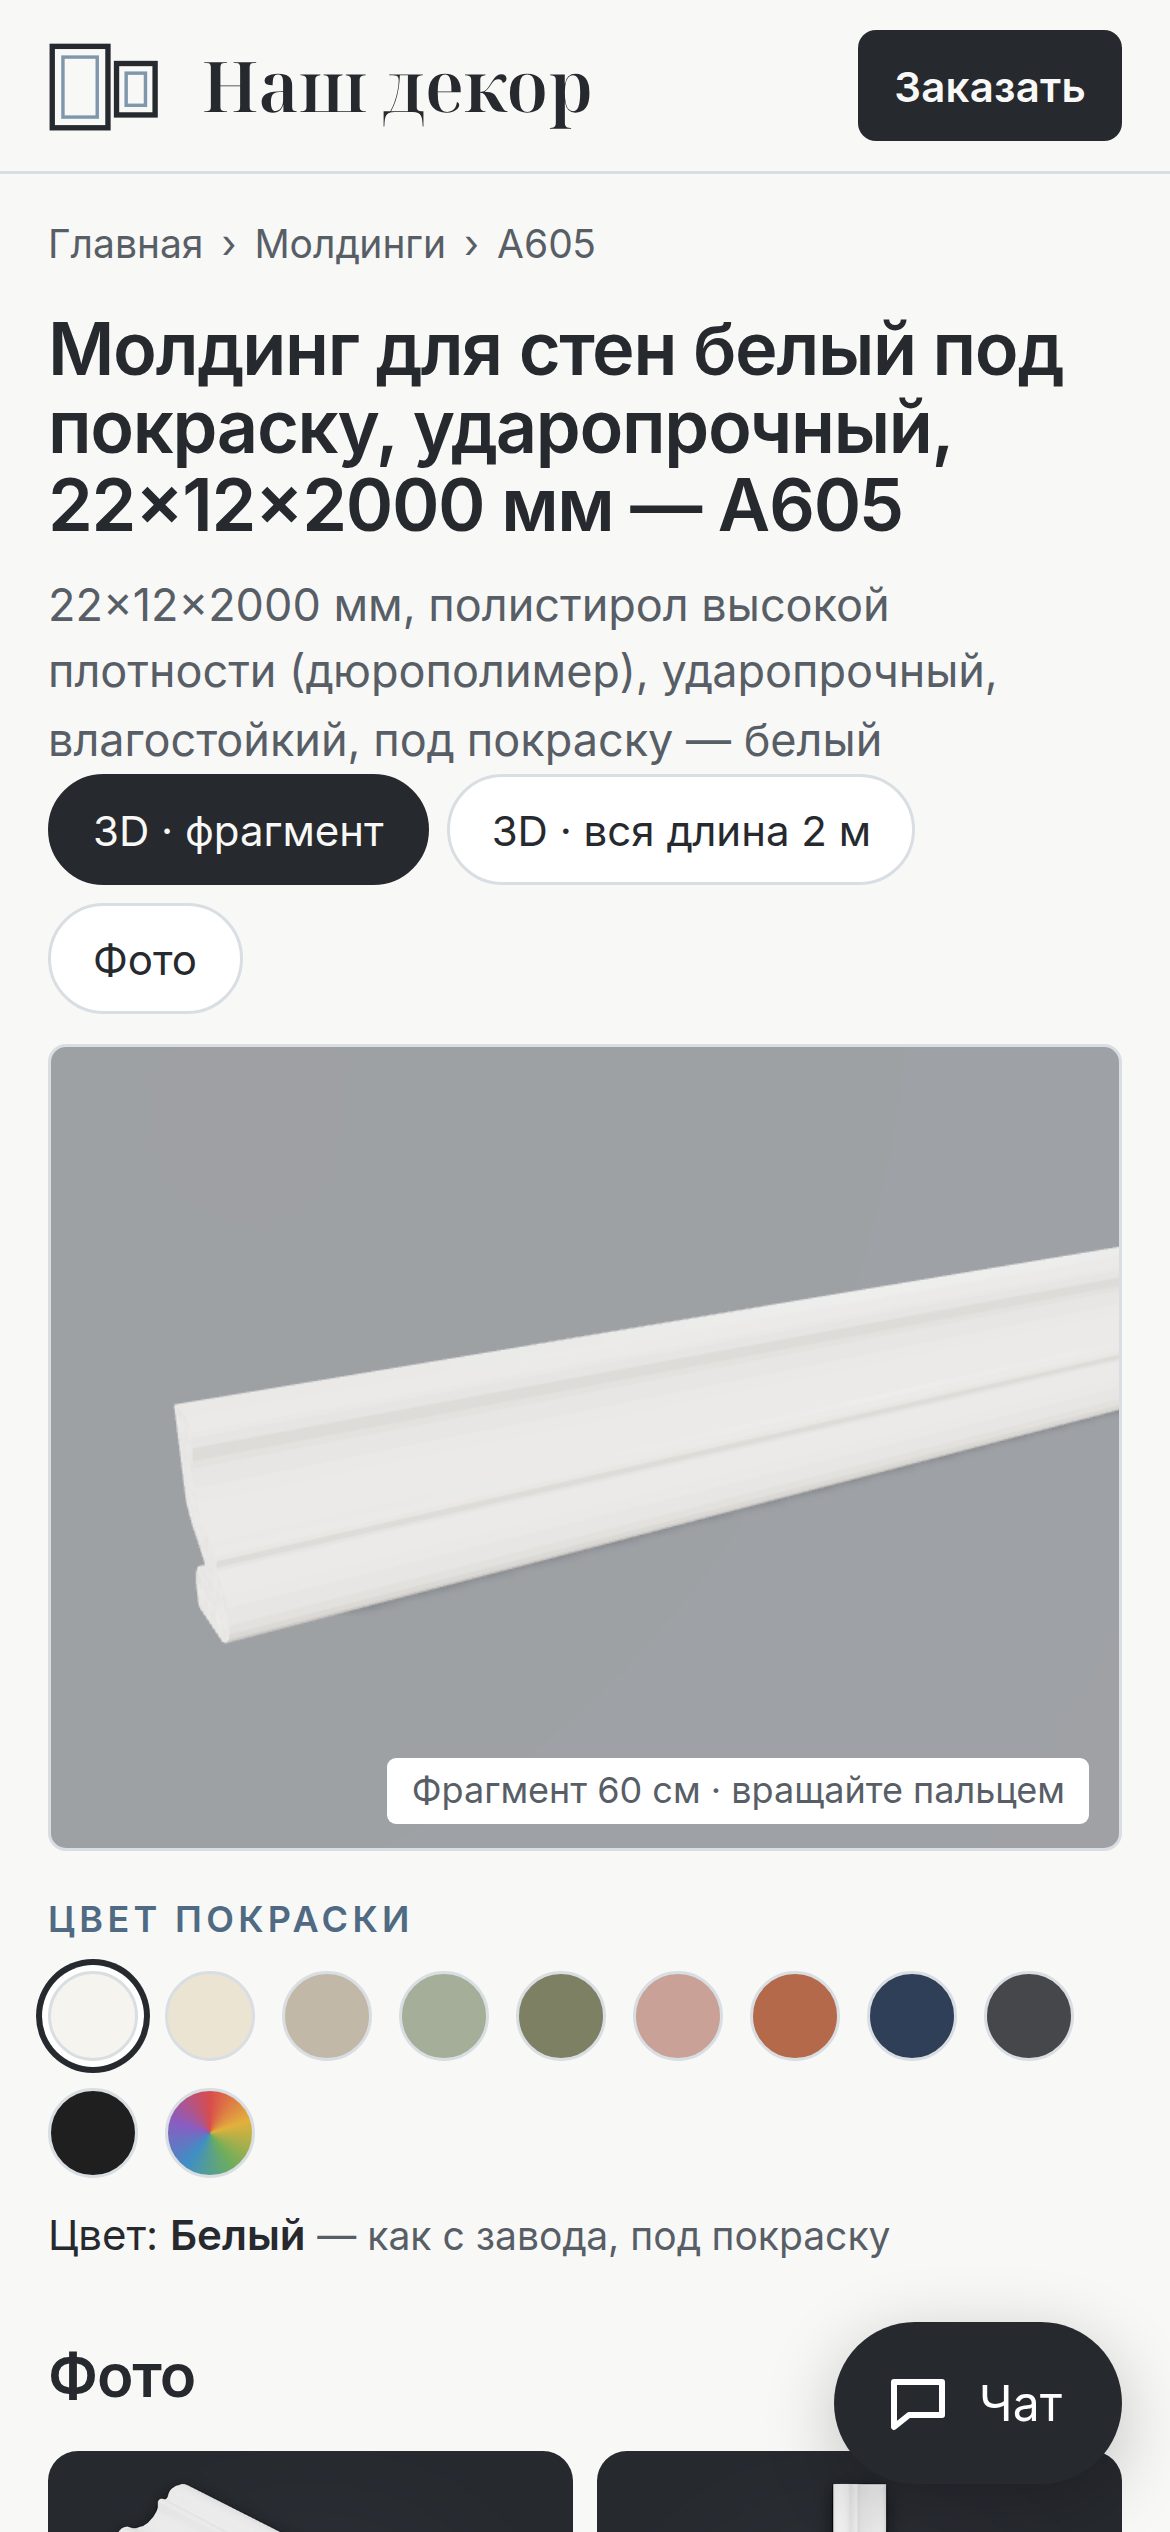 Наш декор
Заказать
Главная › Молдинги › A605
Молдинг для стен белый под
покраску, ударопрочный,
22×12×2000 мм — A605
22×12×2000 мм, полистирол высокой
плотности (дюрополимер), ударопрочный,
влагостойкий, под покраску — белый
3D · фрагмент
3D · вся длина 2 м
Фото
Фрагмент 60 см · вращайте пальцем
ЦВЕТ ПОКРАСКИ
Цвет: Белый — как с завода, под покраску
Фото
Чат